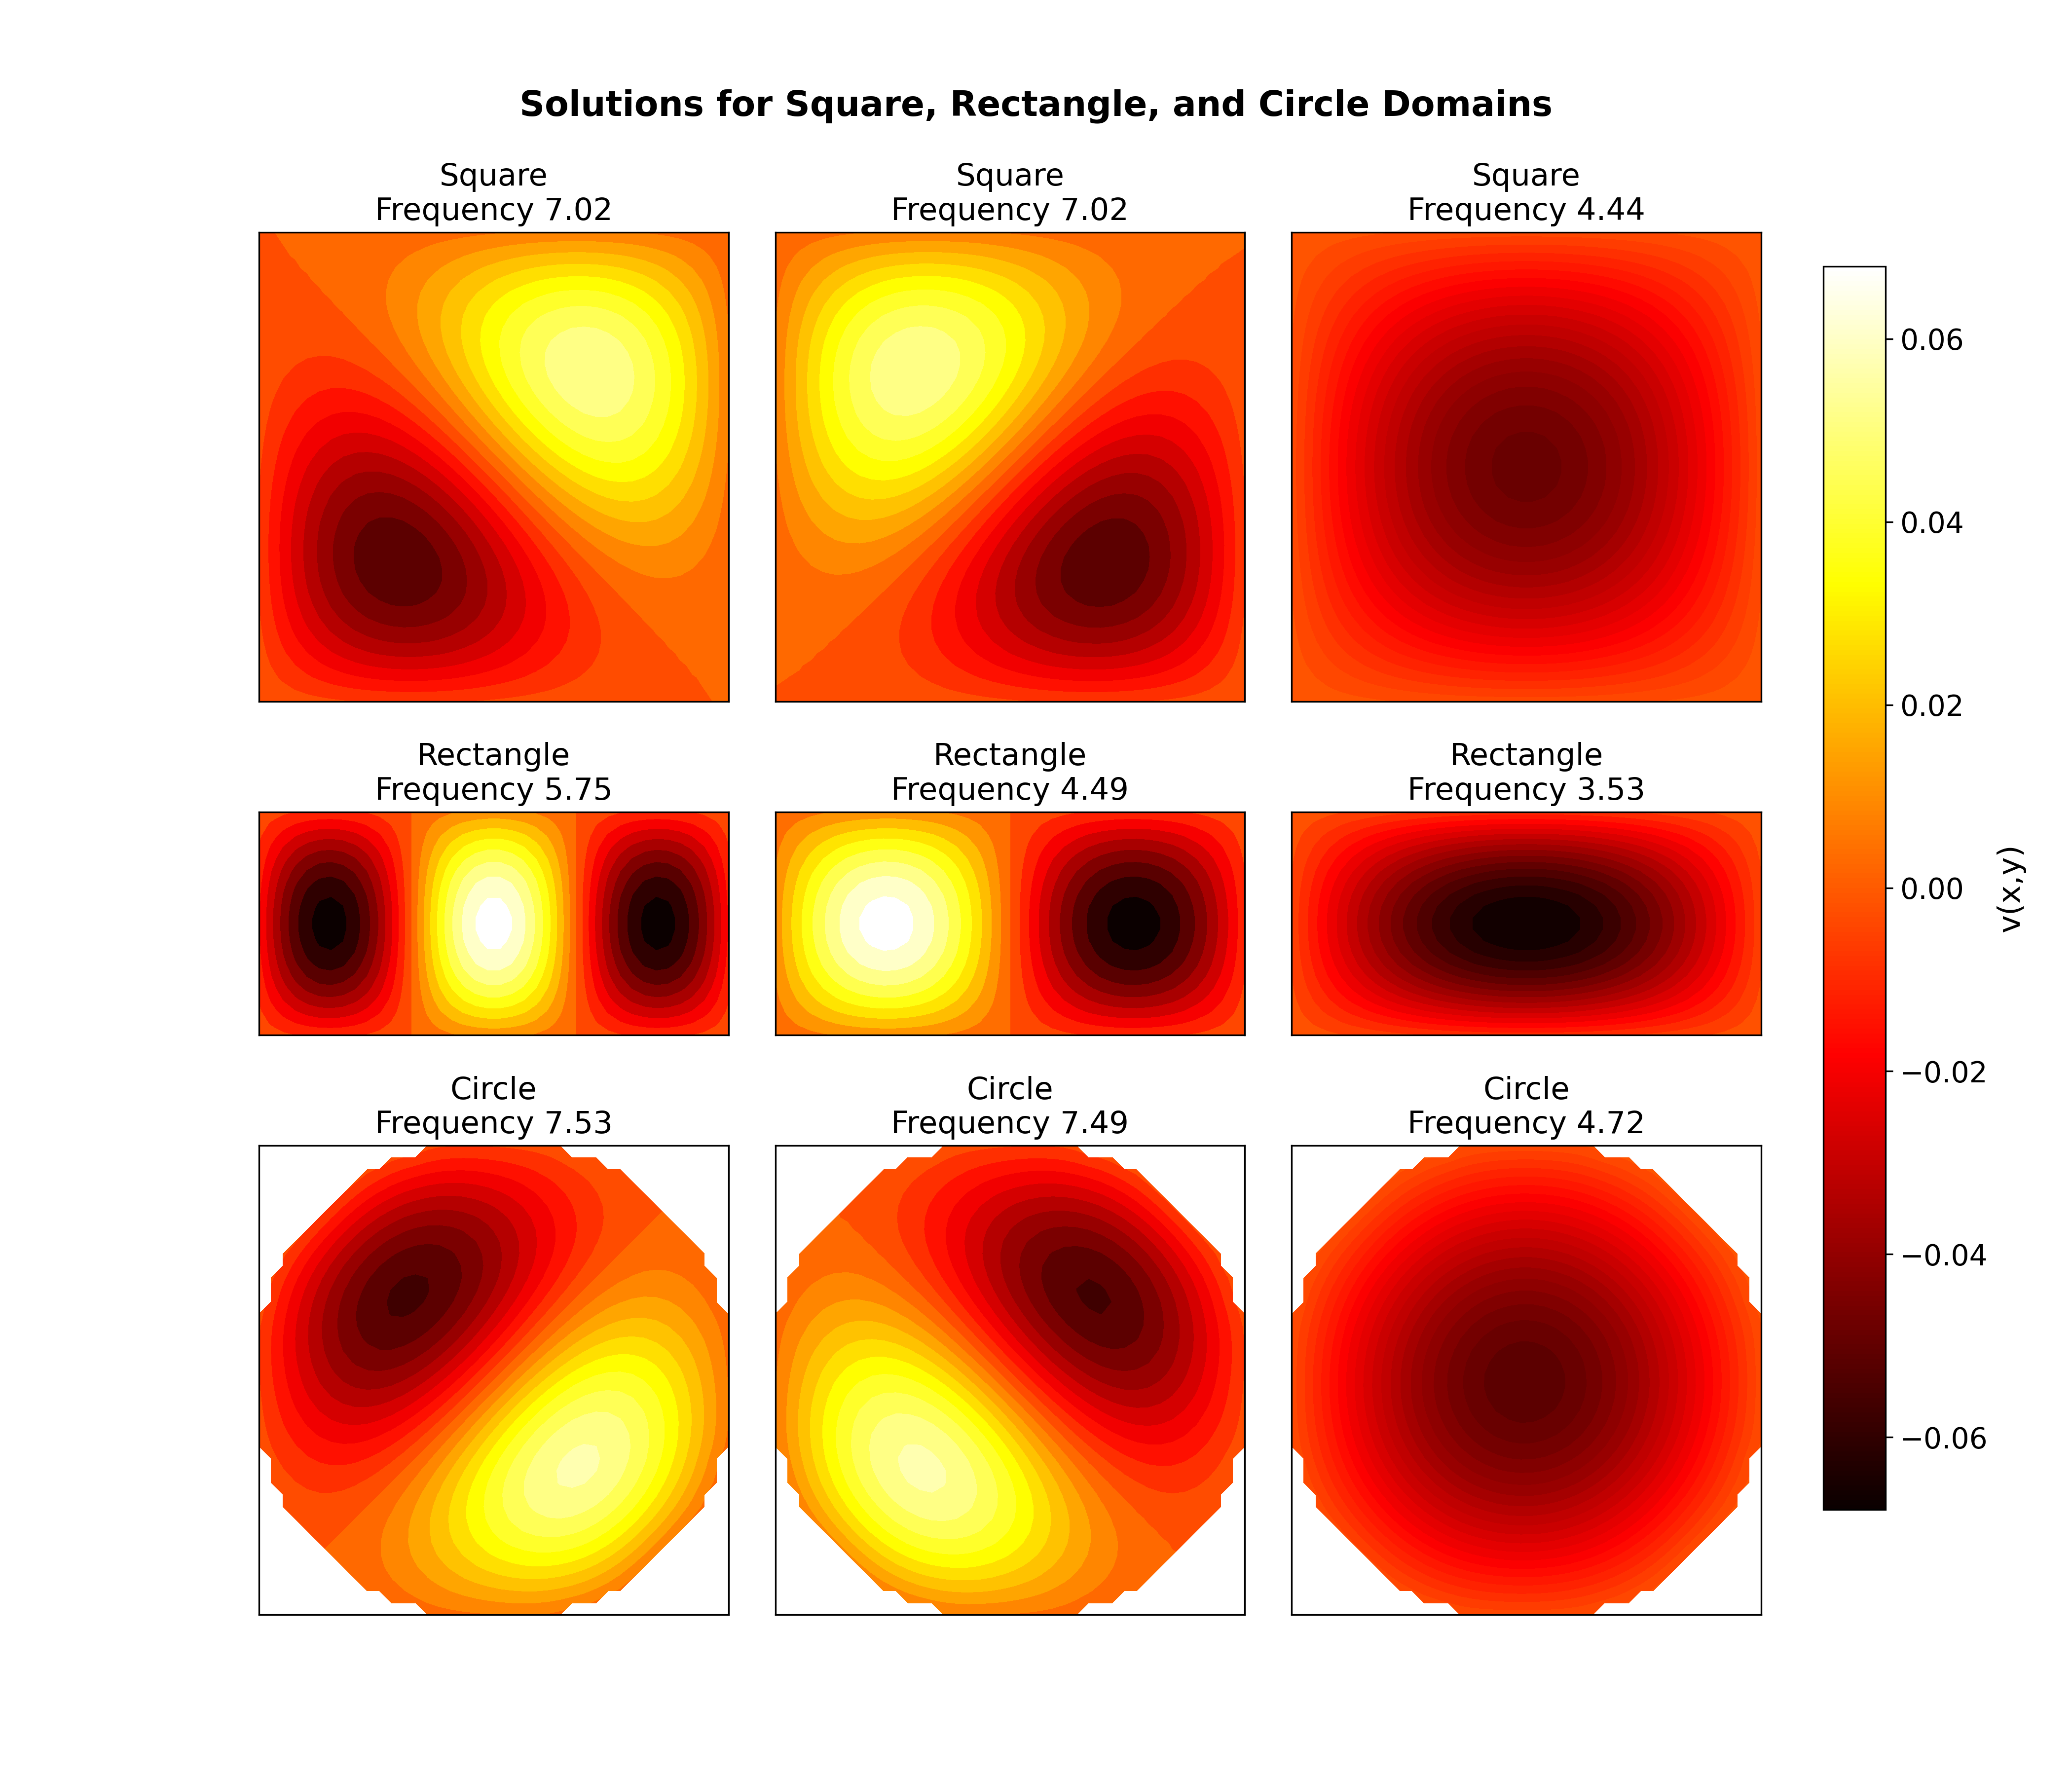 Solutions for Square, Rectangle, and Circle Domains
Square
Frequency 7.02
Square
Frequency 7.02
Square
Frequency 4.44
Rectangle
Frequency 5.75
Rectangle
Frequency 4.49
Rectangle
Frequency 3.53
Circle
Frequency 7.53
Circle
Frequency 7.49
Circle
Frequency 4.72
0.06
0.04
0.02
0.00
−0.02
−0.04
−0.06
v(x,y)